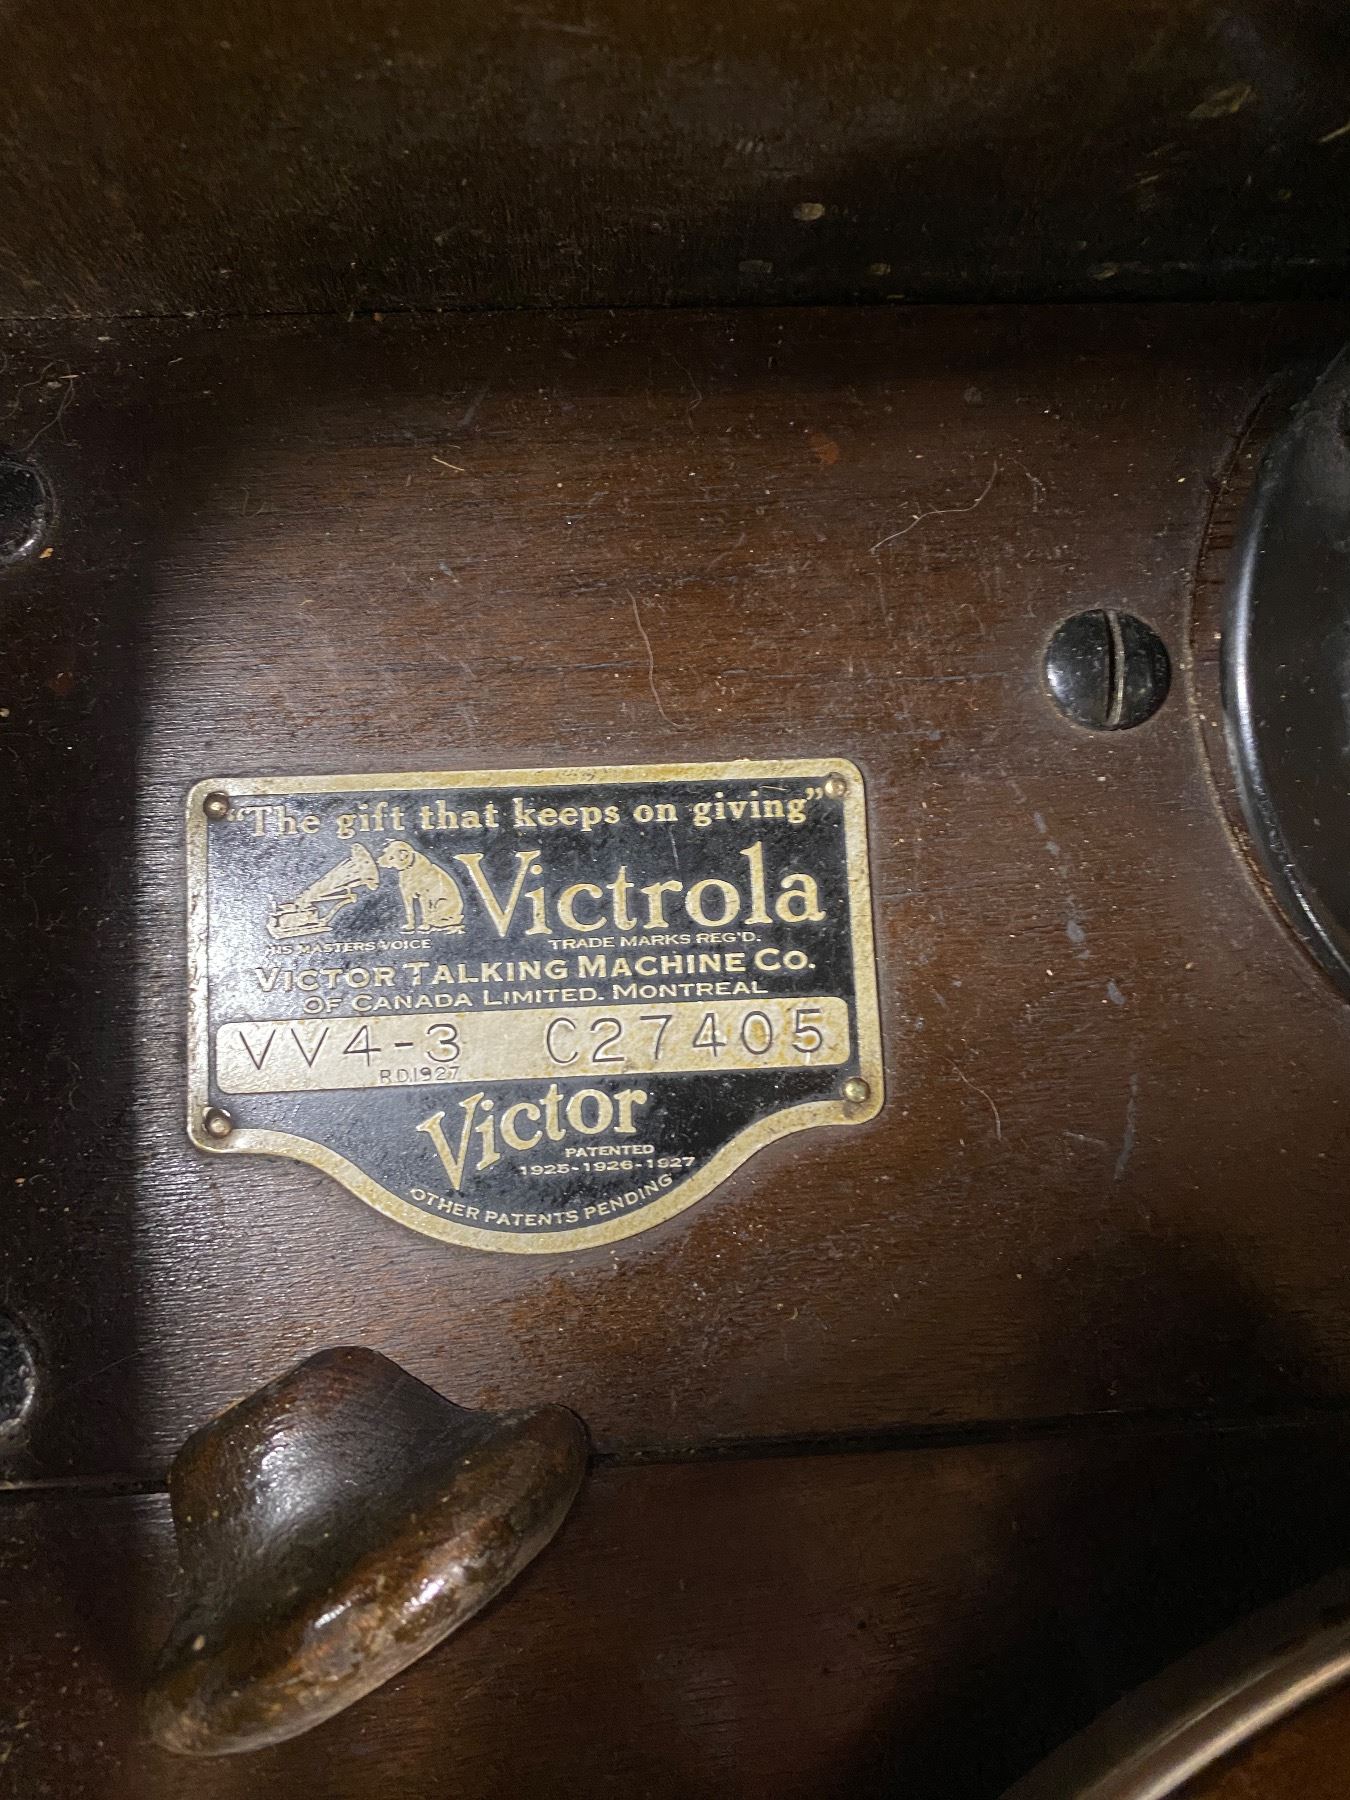 "The gift that keeps on giving"
Victrola
HIS MASTERS VOICE
TRADE MARKS REG'D.
VICTOR TALKING MACHINE CO.
OF CANADA LIMITED. MONTREAL
VV4-3 C27405
R.D.1927
Victor
PATENTED
1925-1926-1927
OTHER PATENTS PENDING